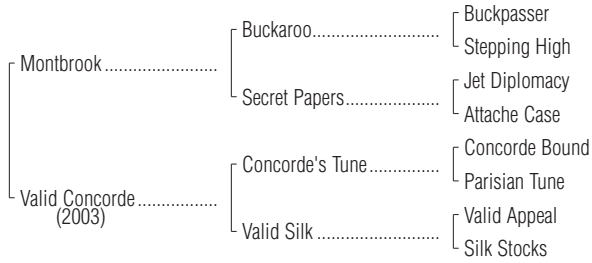 Buckpasser
Buckaroo....................
Stepping High
Montbrook ......................
Jet Diplomacy
Secret Papers...............
Attache Case
Concorde Bound
Concorde's Tune...........
Parisian Tune
Valid Concorde ...............
(2003)
Valid Appeal
Valid Silk ....................
Silk Stocks